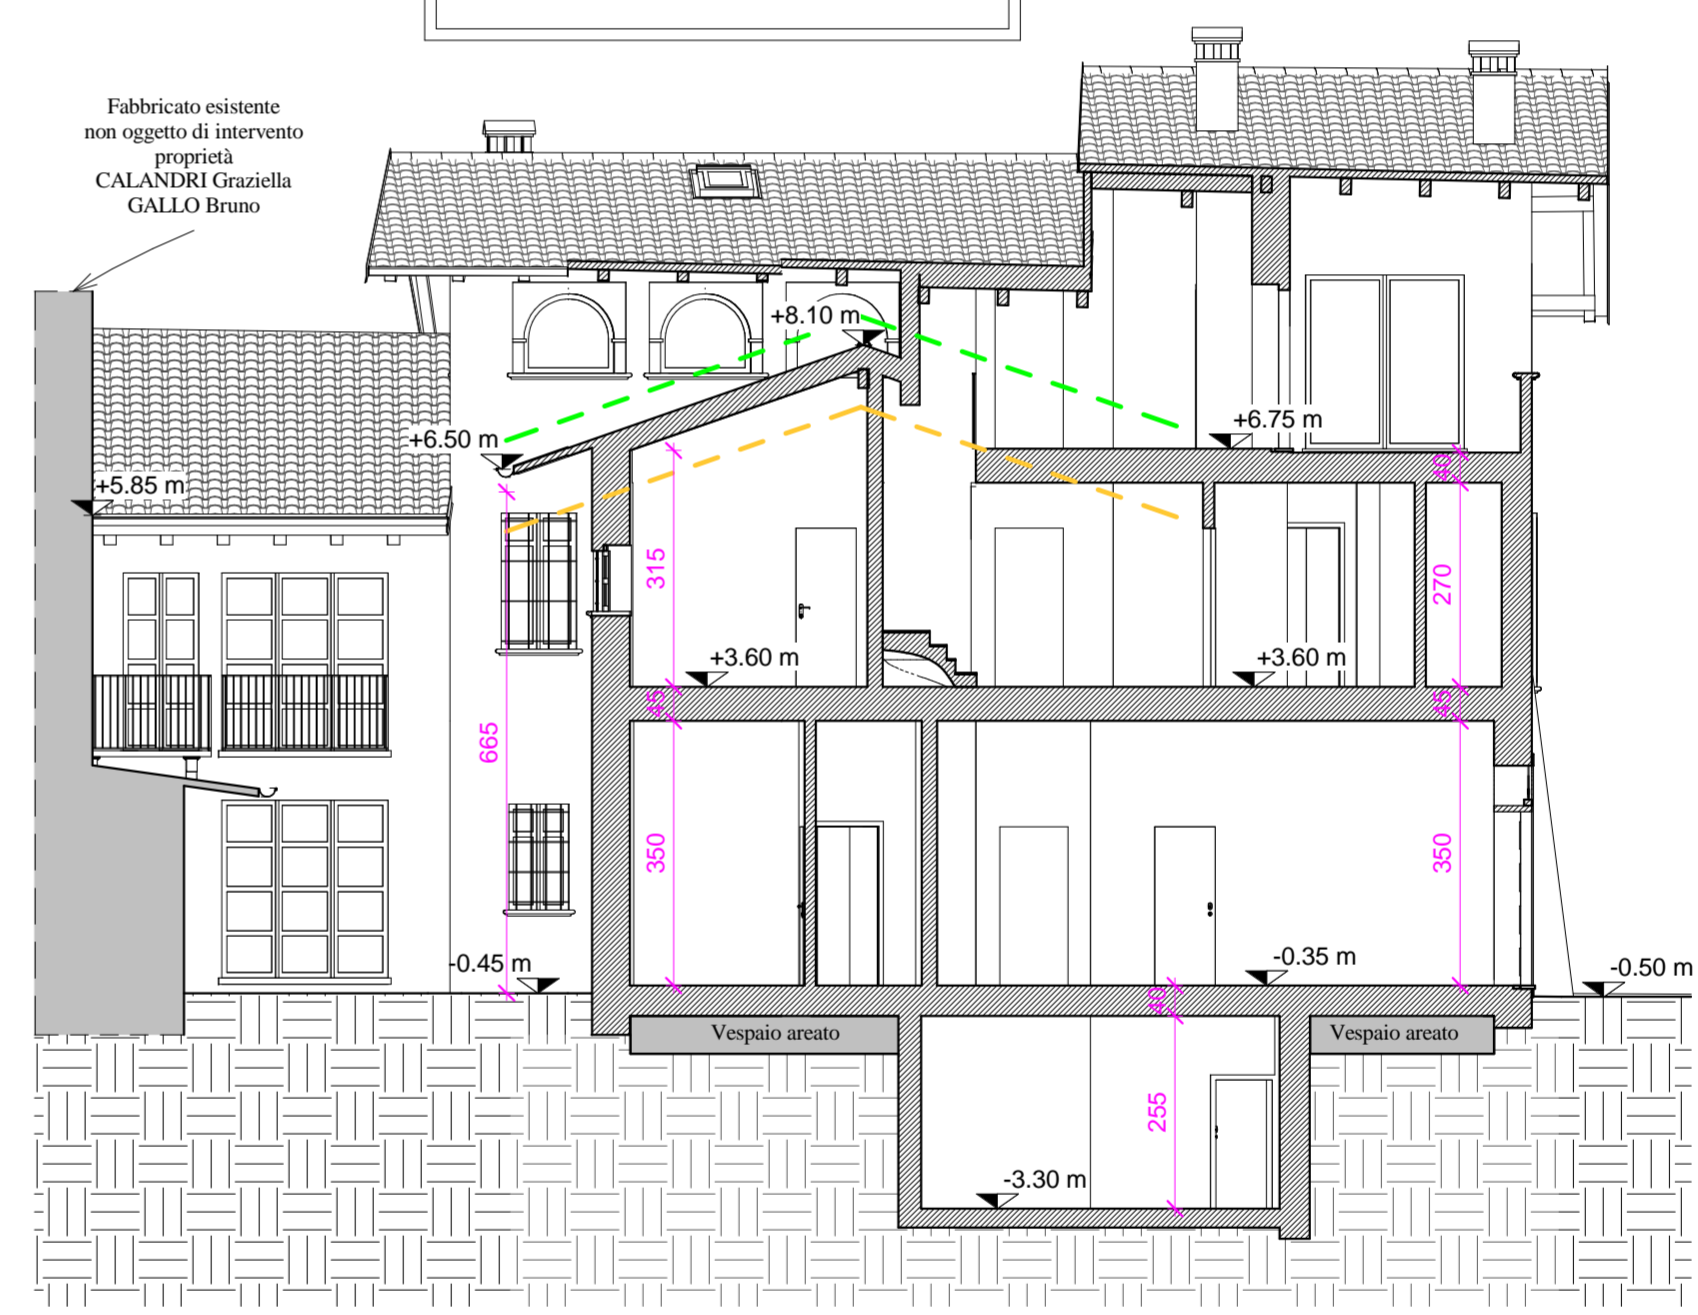 Fabbricato esistente
non oggetto di intervento
proprietà
CALANDRI Graziella
GALLO Bruno
+8.10 m
+6.50 m
+6.75 m
+5.85 m
40
315
270
+3.60 m
+3.60 m
45
45
665
350
350
-0.45 m
-0.35 m
-0.50 m
40
Vespaio areato
Vespaio areato
255
-3.30 m